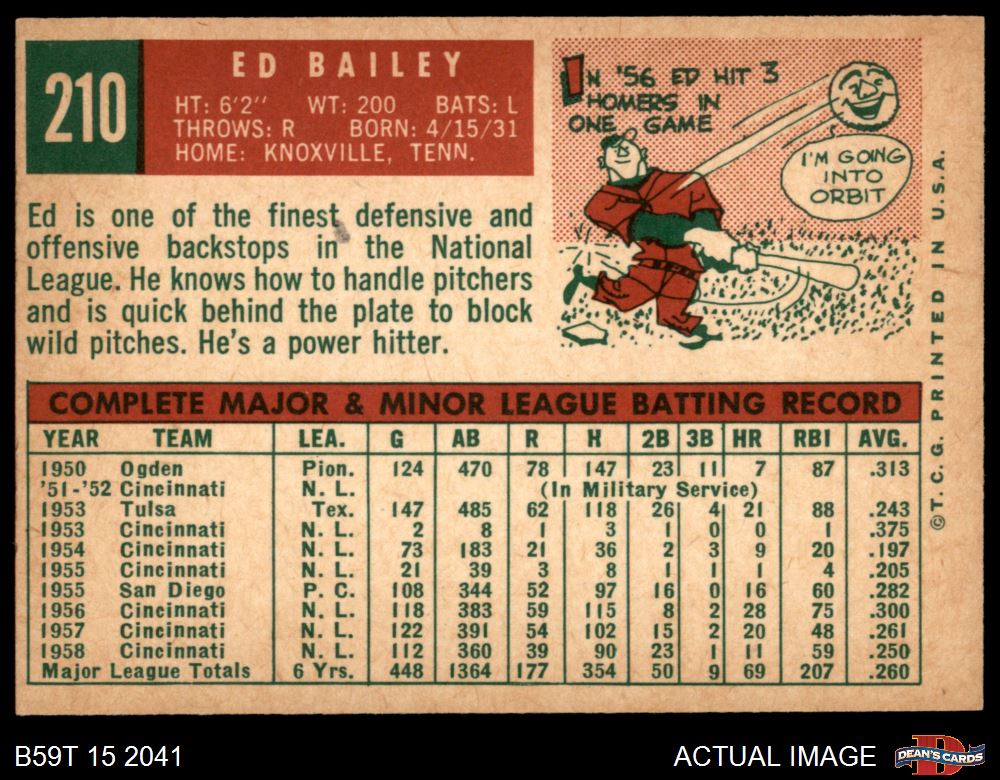 210
ED BAILEY
HT: 6'2" WT: 200 BATS: L
THROWS: R BORN: 4/15/31
HOME: KNOXVILLE, TENN.
IN '56 ED HIT 3
HOMERS IN
ONE GAME
I'M GOING
INTO
ORBIT
Ed is one of the finest defensive and
offensive backstops in the National
League. He knows how to handle pitchers
and is quick behind the plate to block
wild pitches. He's a power hitter.
COMPLETE MAJOR & MINOR LEAGUE BATTING RECORD
YEAR TEAM LEA. G AB R H 2B 3B HR RBI AVG.
1950 Ogden Pion. 124 470 78 147 23 11 7 87 .313
'51-'52 Cincinnati N. L. (In Military Service)
1953 Tulsa Tex. 147 485 62 118 26 4 21 88 .243
1953 Cincinnati N. L. 2 8 1 3 1 0 0 1 .375
1954 Cincinnati N. L. 73 183 21 36 2 3 9 20 .197
1955 Cincinnati N. L. 21 39 3 8 1 1 1 4 .205
1955 San Diego P. C. 108 344 52 97 16 0 16 60 .282
1956 Cincinnati N. L. 118 383 59 115 8 2 28 75 .300
1957 Cincinnati N. L. 122 391 54 102 15 2 20 48 .261
1958 Cincinnati N. L. 112 360 39 90 23 1 11 59 .250
Major League Totals 6 Yrs. 448 1364 177 354 50 9 69 207 .260
©T.C.G. PRINTED IN U.S.A.
B59T 15 2041
ACTUAL IMAGE
D
DEAN'S CARDS